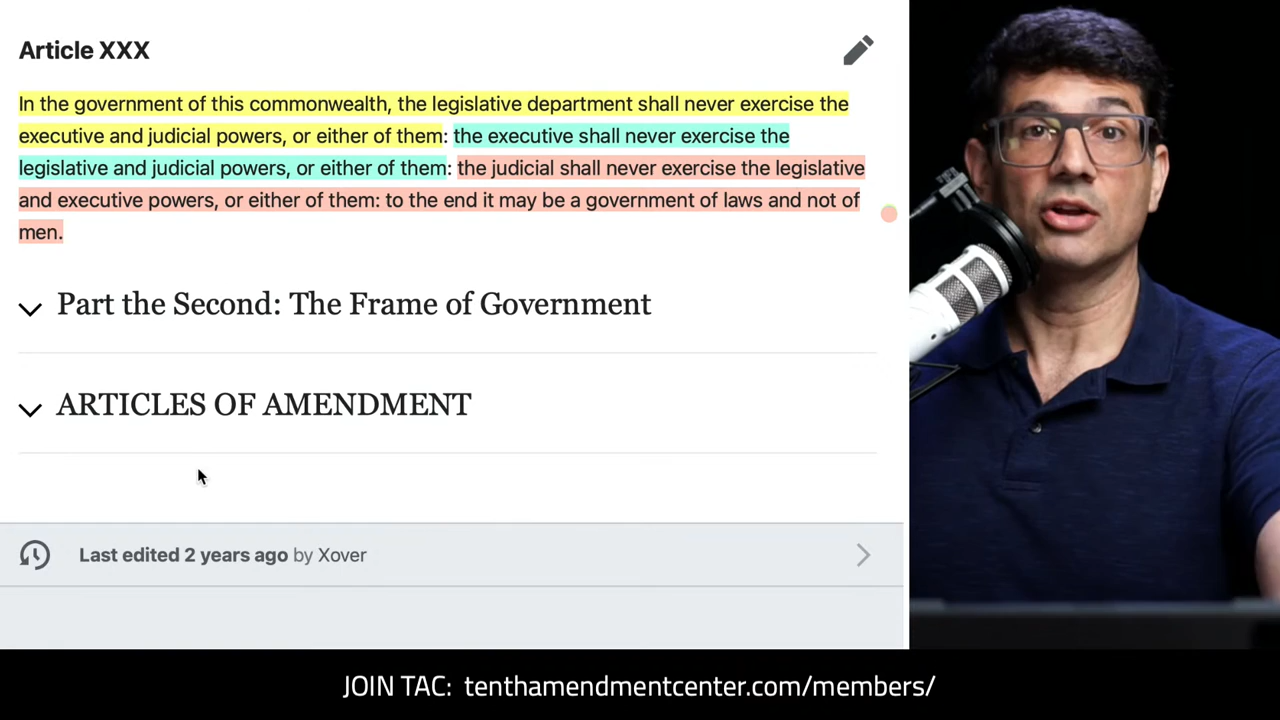 Article XXX
In the government of this commonwealth, the legislative department shall never exercise the
executive and judicial powers, or either of them: the executive shall never exercise the
legislative and judicial powers, or either of them: the judicial shall never exercise the legislative
and executive powers, or either of them: to the end it may be a government of laws and not of
men.
Part the Second: The Frame of Government
ARTICLES OF AMENDMENT
Last edited 2 years ago by Xover
JOIN TAC: tenthamendmentcenter.com/members/